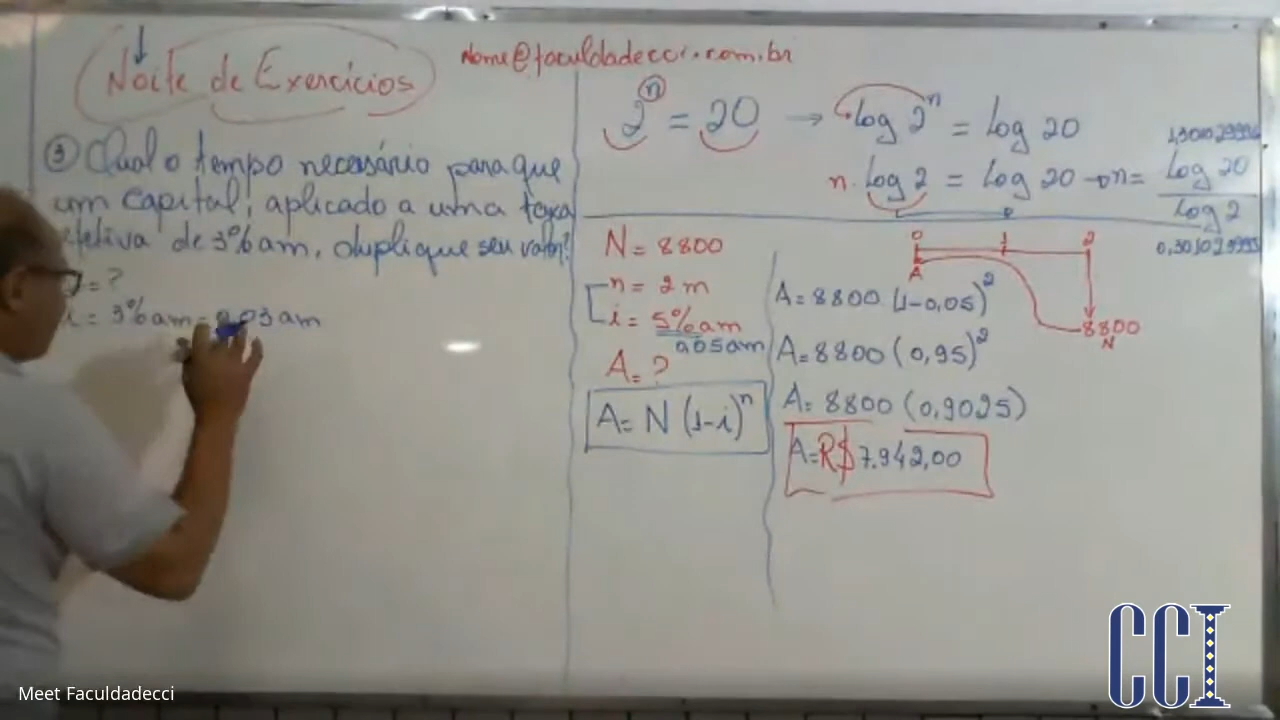 Noite de Exercícios
Nome@faculdadecci.com.br
③ Qual o tempo necessário para que
um capital, aplicado a uma taxa
efetiva de 3% am, duplique seu valor?
= ?
i = 3% am = 0,03 am
2ⁿ = 20 → log 2ⁿ = log 20
n. log 2 = log 20 → n = log 20 / log 2
1,301029996
0,301029995
N = 8800
n = 2 m
i = 5% am
0,05 am
A = ?
A = N (1-i)ⁿ
0 1 2
A
8800
N
A = 8800 (1-0,05)²
A = 8800 (0,95)²
A = 8800 (0,9025)
A = R$ 7.942,00
CCI
Meet Faculdadecci